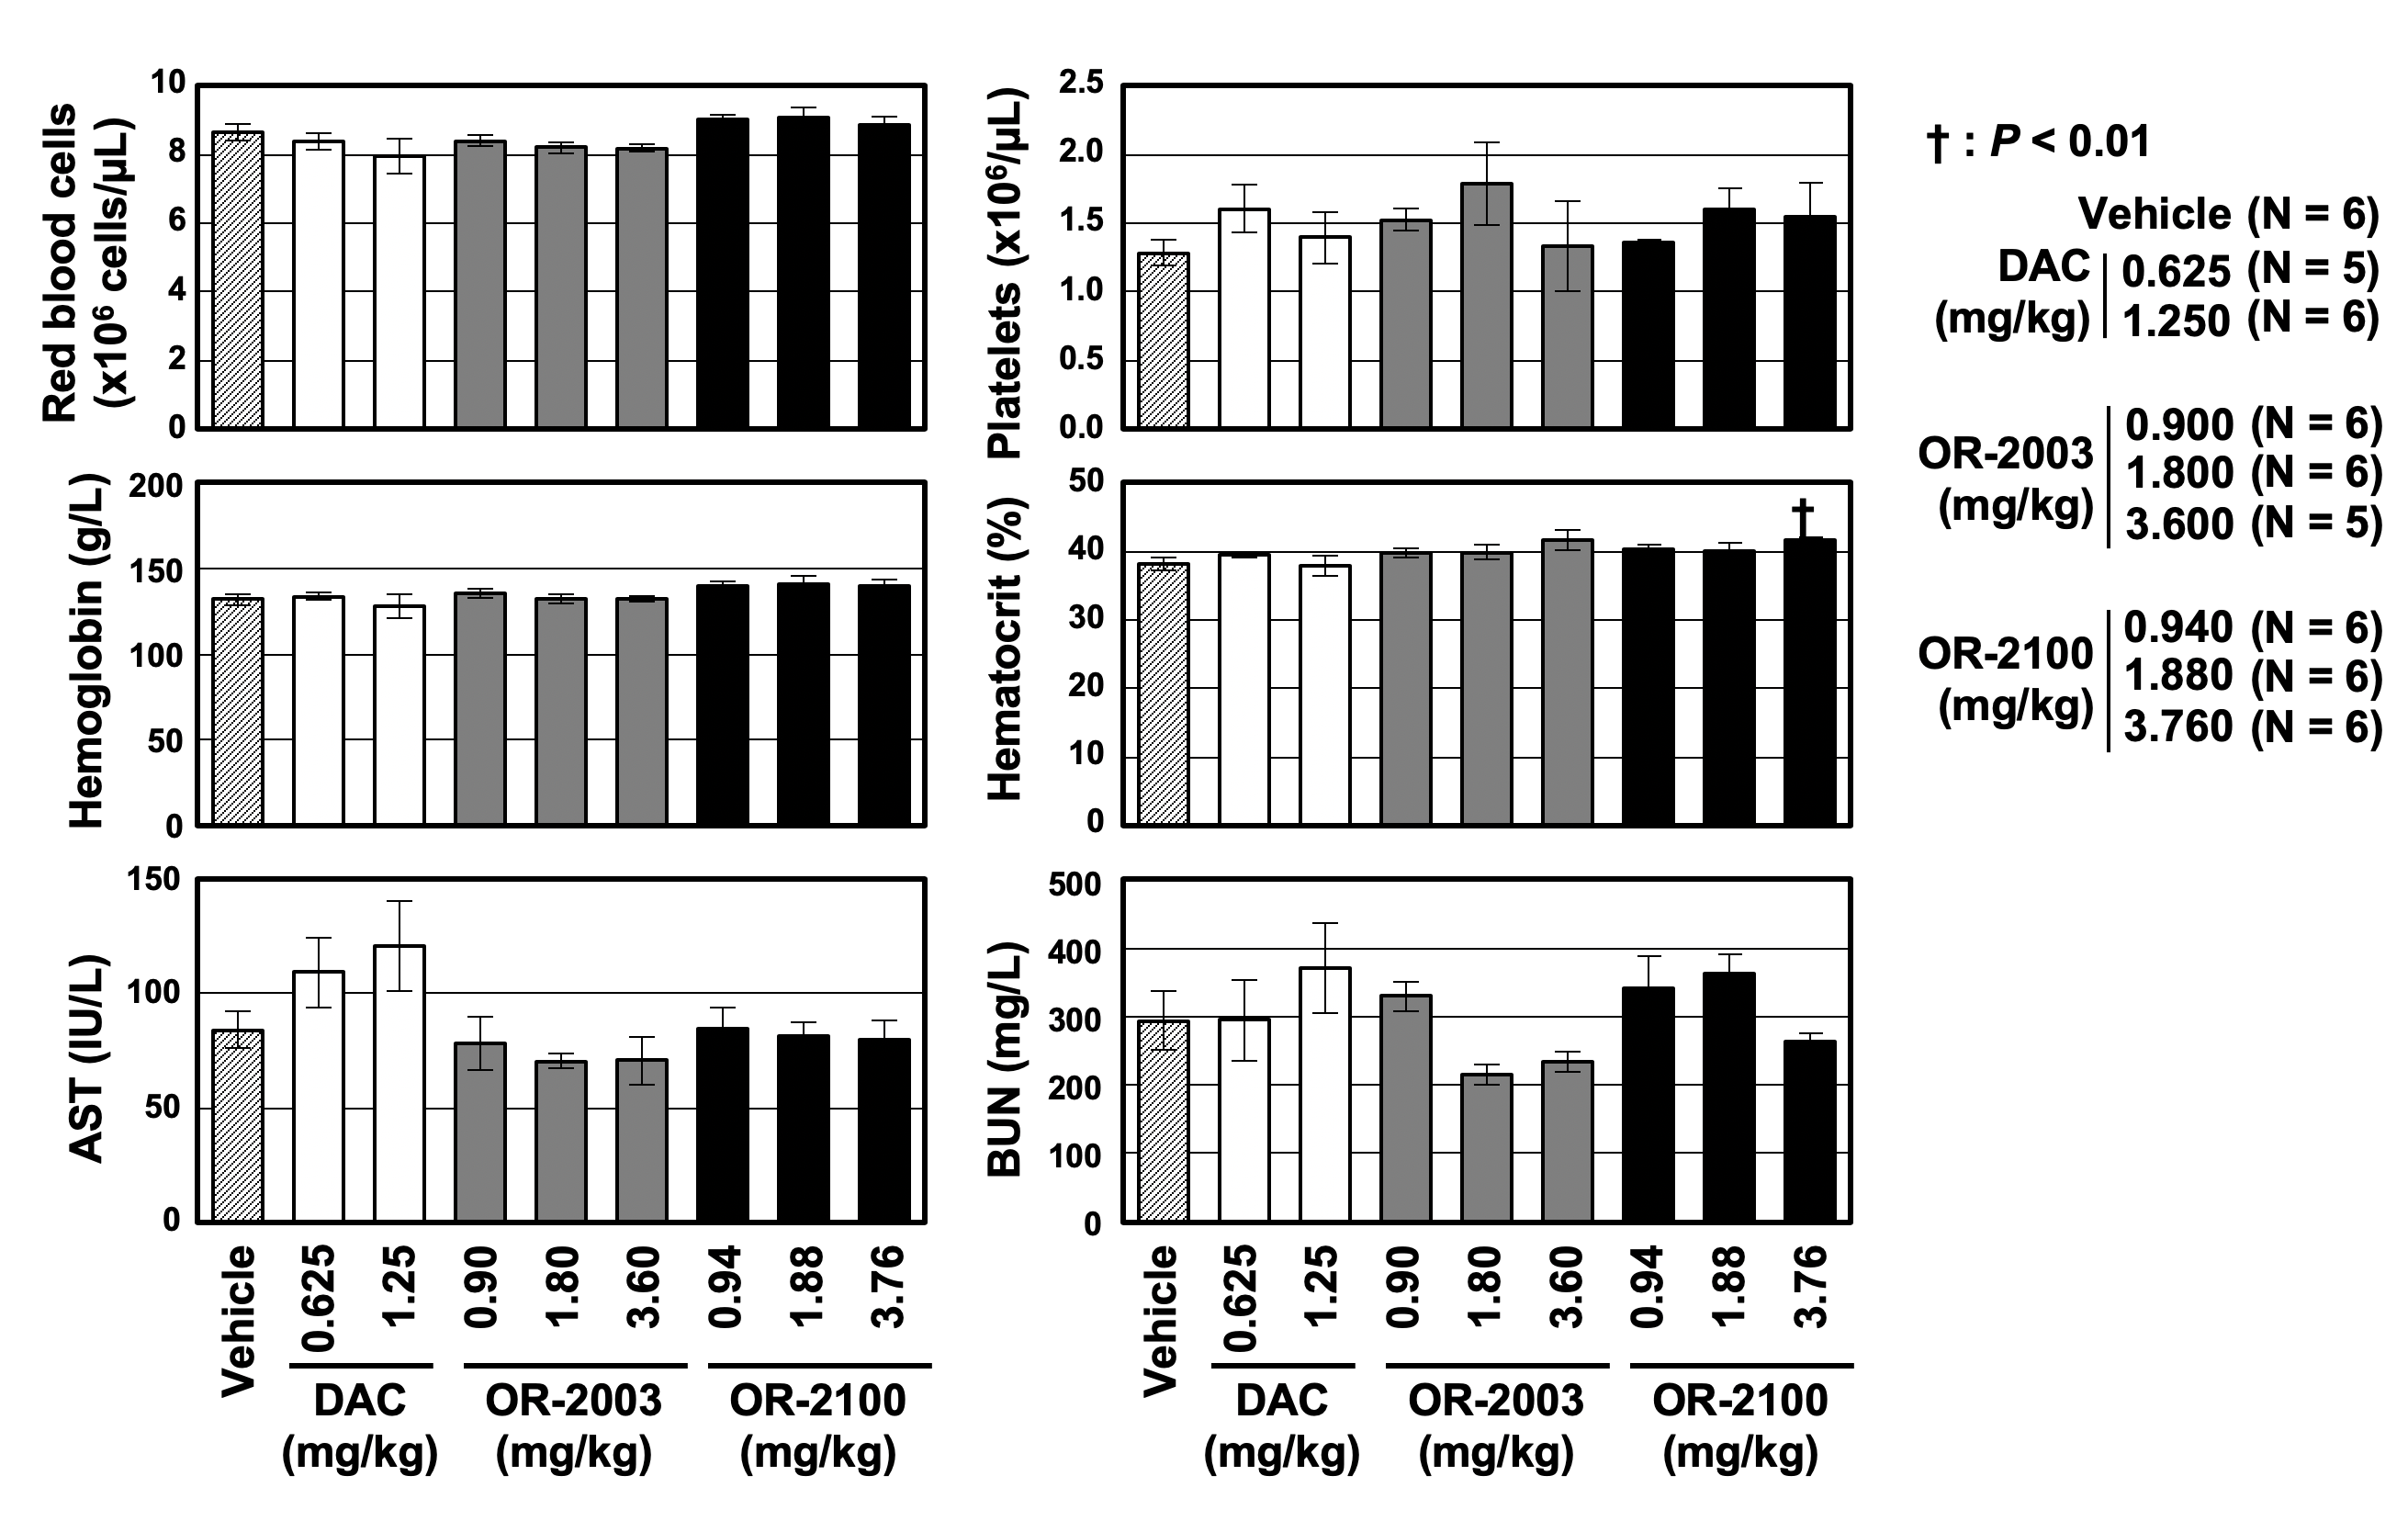 Red blood cells
(x10⁶ cells/µL)
10
8
6
4
2
0
Platelets (x10⁶/µL)
2.5
2.0
1.5
1.0
0.5
0.0
Hemoglobin (g/L)
200
150
100
50
0
Hematocrit (%)
50
40
30
20
10
0
†
AST (IU/L)
150
100
50
0
BUN (mg/L)
500
400
300
200
100
0
Vehicle
0.625
1.25
0.90
1.80
3.60
0.94
1.88
3.76
DAC
(mg/kg)
OR-2003
(mg/kg)
OR-2100
(mg/kg)
Vehicle
0.625
1.25
0.90
1.80
3.60
0.94
1.88
3.76
DAC
(mg/kg)
OR-2003
(mg/kg)
OR-2100
(mg/kg)
† : P < 0.01
Vehicle (N = 6)
DAC
(mg/kg)
0.625 (N = 5)
1.250 (N = 6)
OR-2003
(mg/kg)
0.900 (N = 6)
1.800 (N = 6)
3.600 (N = 5)
OR-2100
(mg/kg)
0.940 (N = 6)
1.880 (N = 6)
3.760 (N = 6)